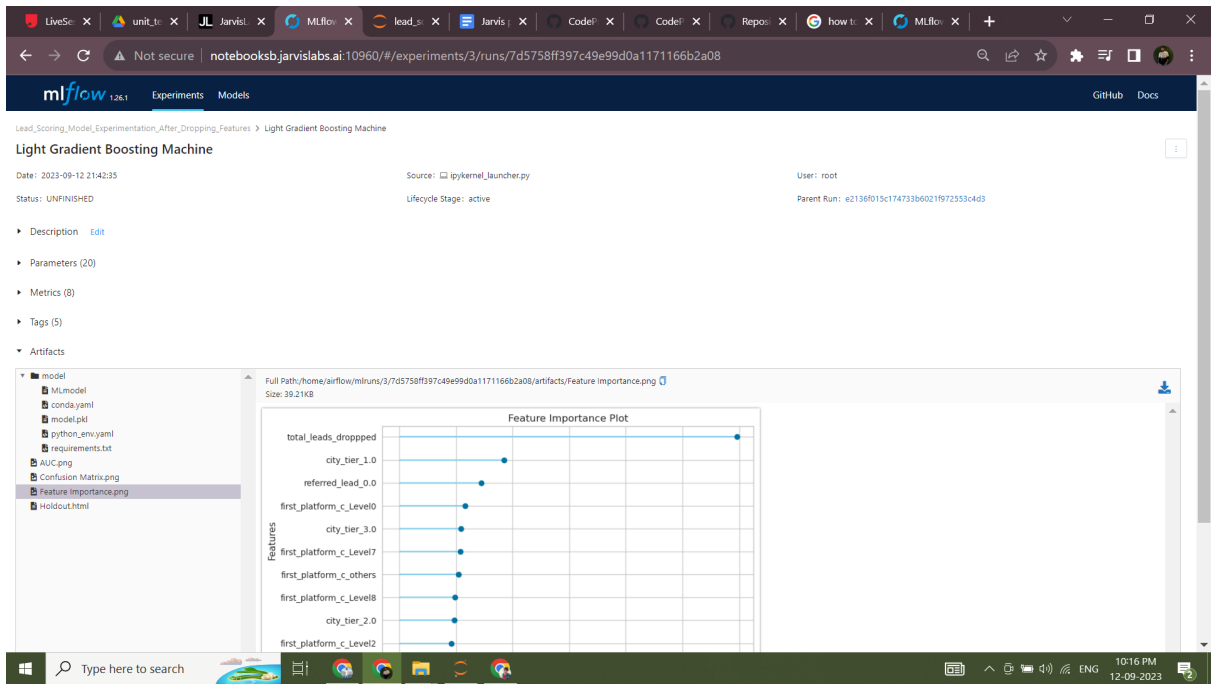 LiveSe
unit_te
JL JarvisL
MLflow
lead_sc
Jarvis p
CodeP
CodeP
Reposi
how to
MLflow
Not secure notebooksb.jarvislabs.ai:10960/#/experiments/3/runs/7d5758ff397c49e99d0a1171166b2a08
mlflow 1.26.1 Experiments Models GitHub Docs
Lead_Scoring_Model_Experimentation_After_Dropping_Features > Light Gradient Boosting Machine
Light Gradient Boosting Machine
Date: 2023-09-12 21:42:35 Source: ipykernel_launcher.py User: root
Status: UNFINISHED Lifecycle Stage: active Parent Run: e2136f015c174733b6021f972553c4d3
Description Edit
Parameters (20)
Metrics (8)
Tags (5)
Artifacts
model
MLmodel
conda.yaml
model.pkl
python_env.yaml
requirements.txt
AUC.png
Confusion Matrix.png
Feature Importance.png
Holdout.html
Full Path:/home/airflow/mlruns/3/7d5758ff397c49e99d0a1171166b2a08/artifacts/Feature Importance.png
Size: 39.21KB
Feature Importance Plot
Features
total_leads_droppped
city_tier_1.0
referred_lead_0.0
first_platform_c_Level0
city_tier_3.0
first_platform_c_Level7
first_platform_c_others
first_platform_c_Level8
city_tier_2.0
first_platform_c_Level2
Type here to search
ENG
10:16 PM
12-09-2023
2